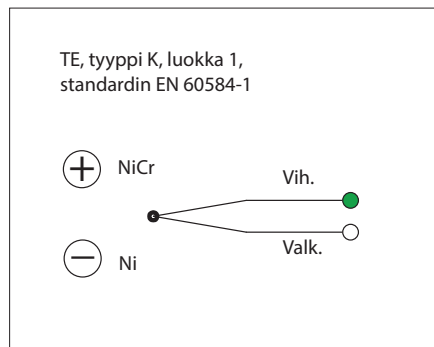 TE, tyyppi K, luokka 1,
standardin EN 60584-1
+ NiCr
Vih.
Valk.
− Ni